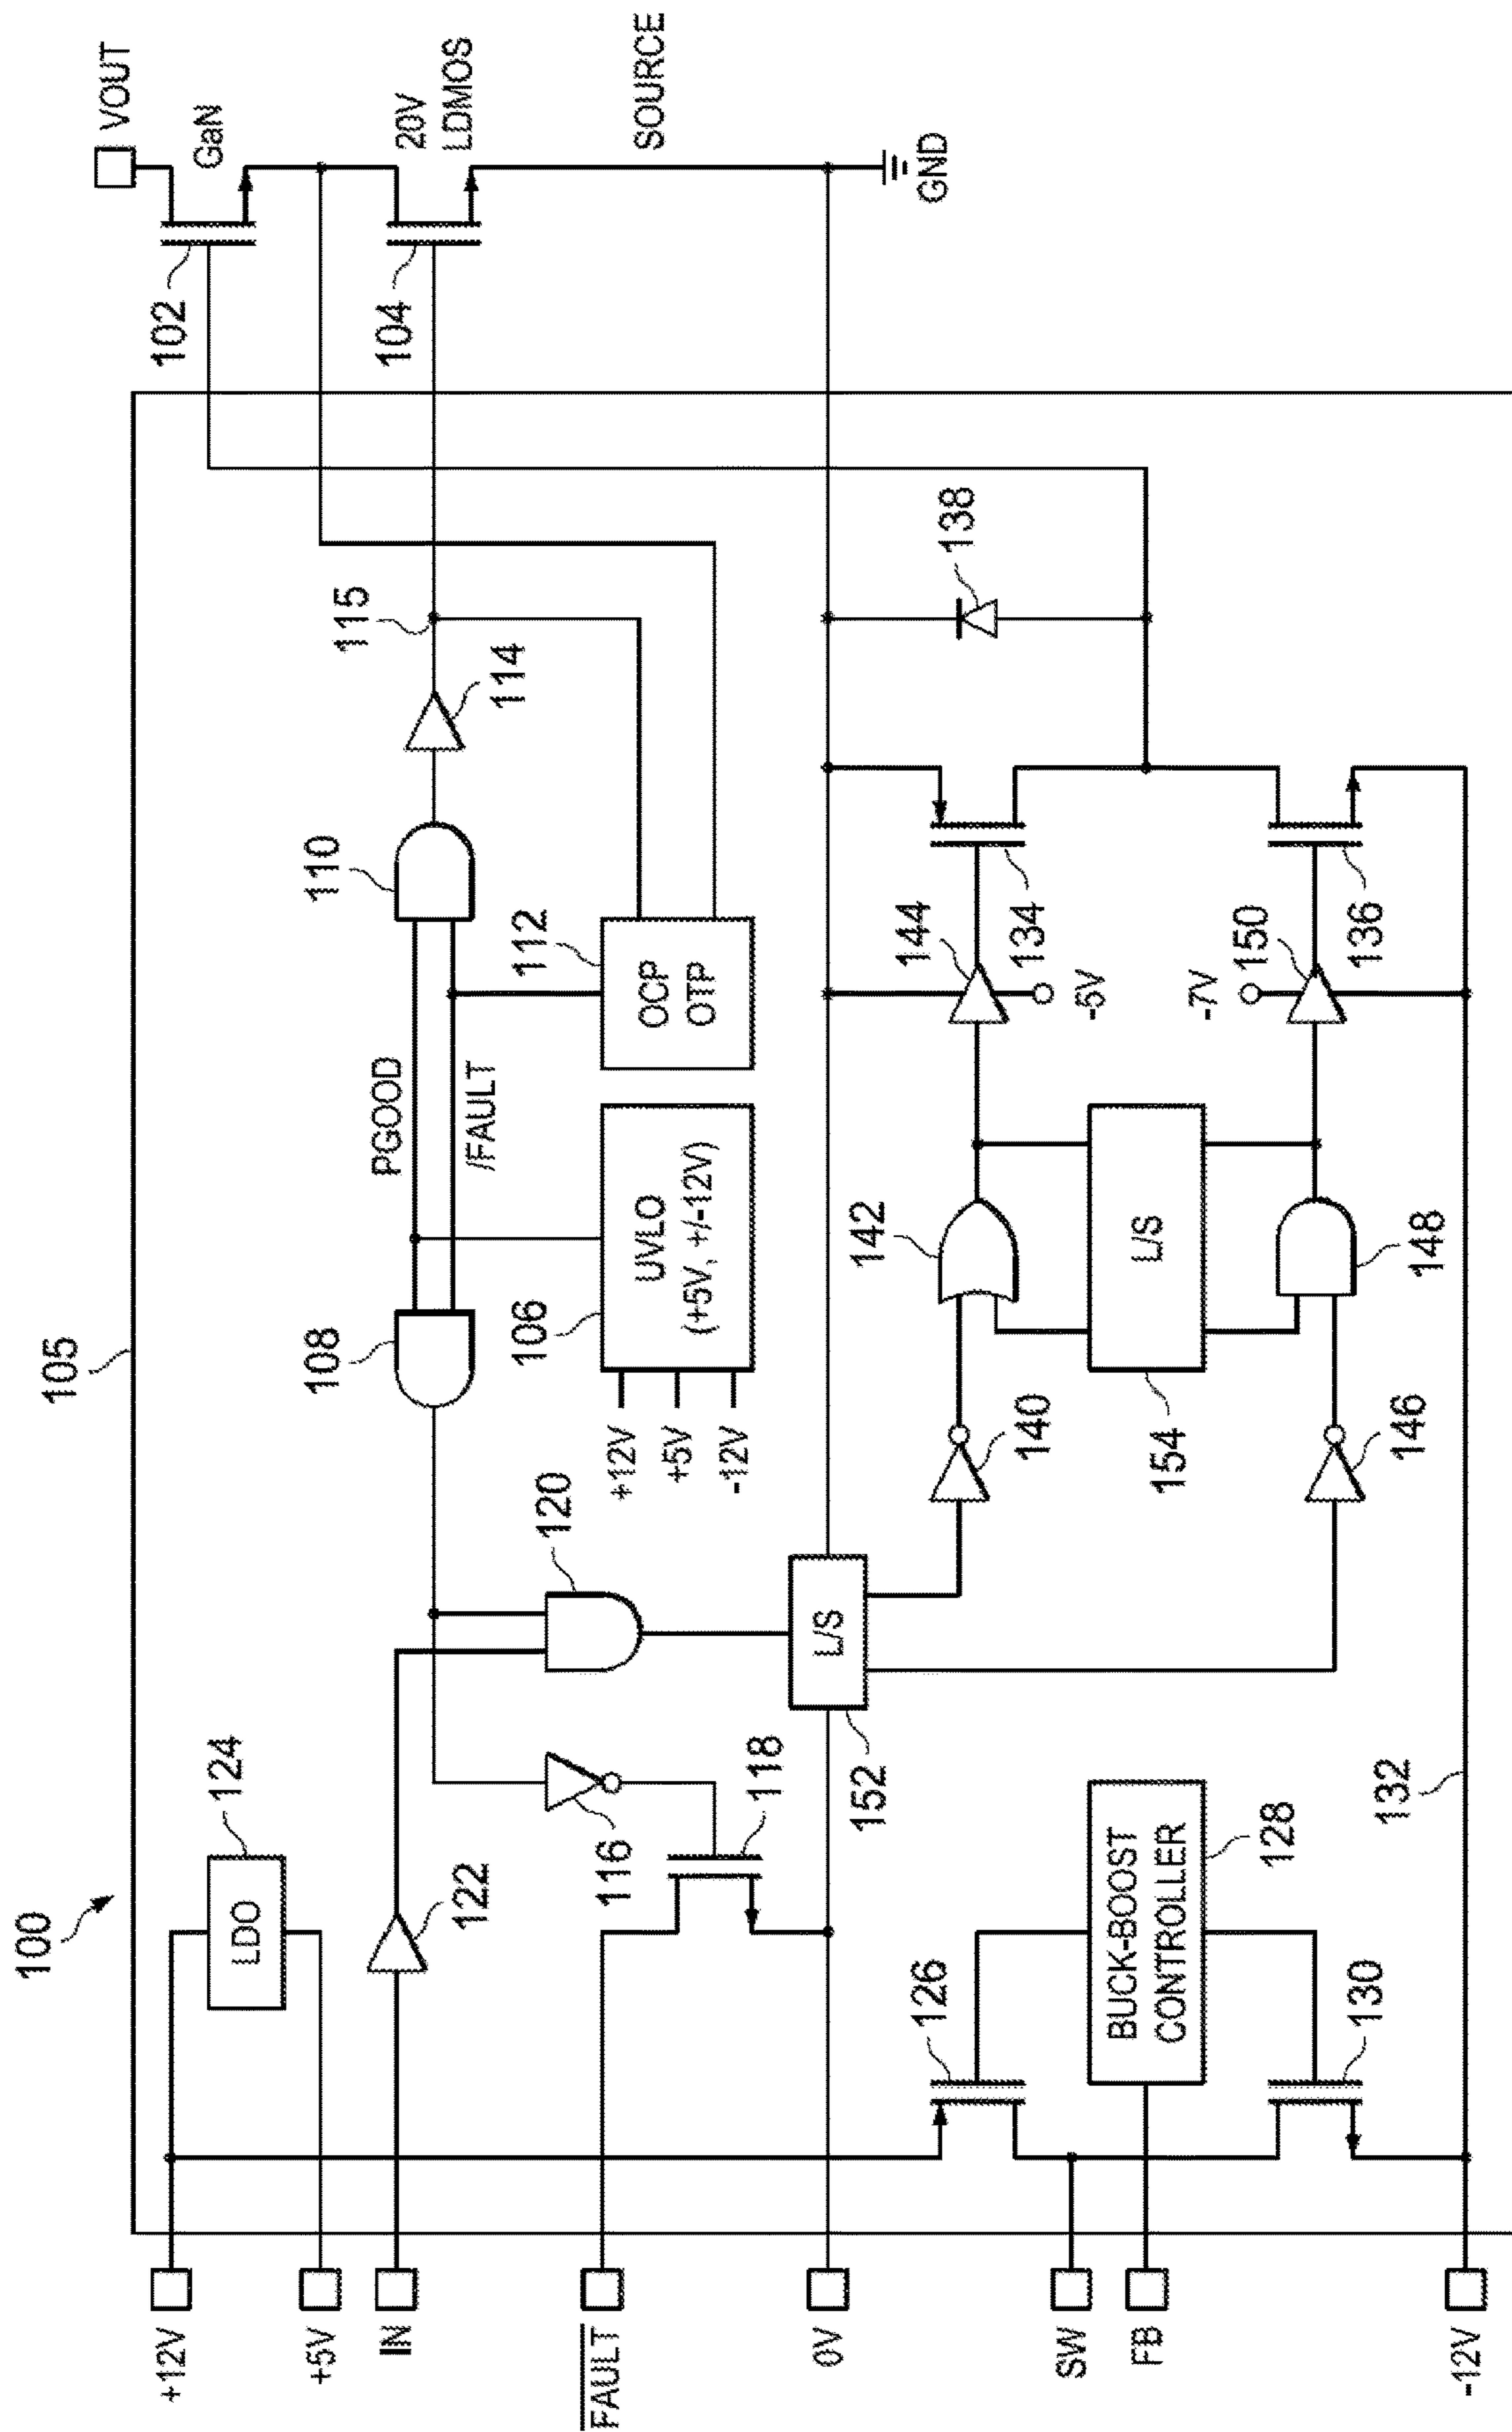 100
105
+12V
+5V
IN
FAULT
0V
SW
FB
-12V
LDO
124
122
116
118
120
108
PGOOD
/FAULT
110
114
115
UVLO
(+5V, +/-12V)
106
+12V
+5V
-12V
OCP
OTP
112
102
VOUT
GaN
104
20V
LDMOS
SOURCE
GND
L/S
152
126
BUCK-BOOST
CONTROLLER
128
130
132
140
142
144
-5V
134
138
L/S
154
146
148
-7V
150
136